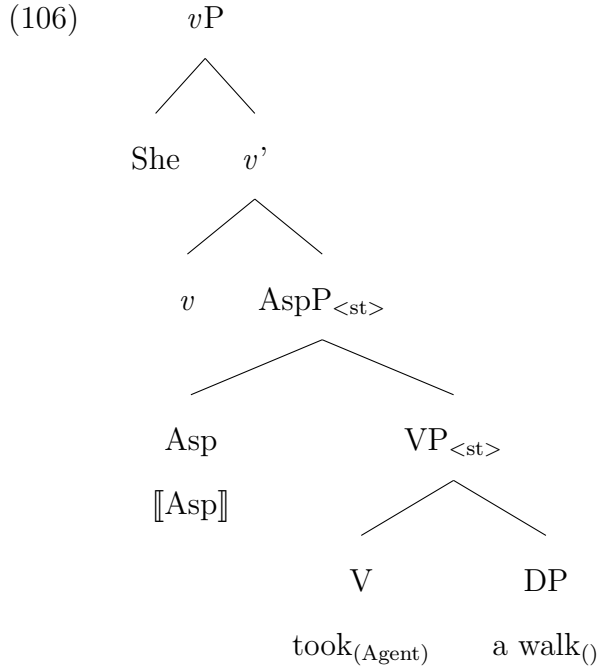 (106) vP
She v’
v AspP<st>
Asp VP<st>
⟦Asp⟧
V DP
took(Agent) a walk()